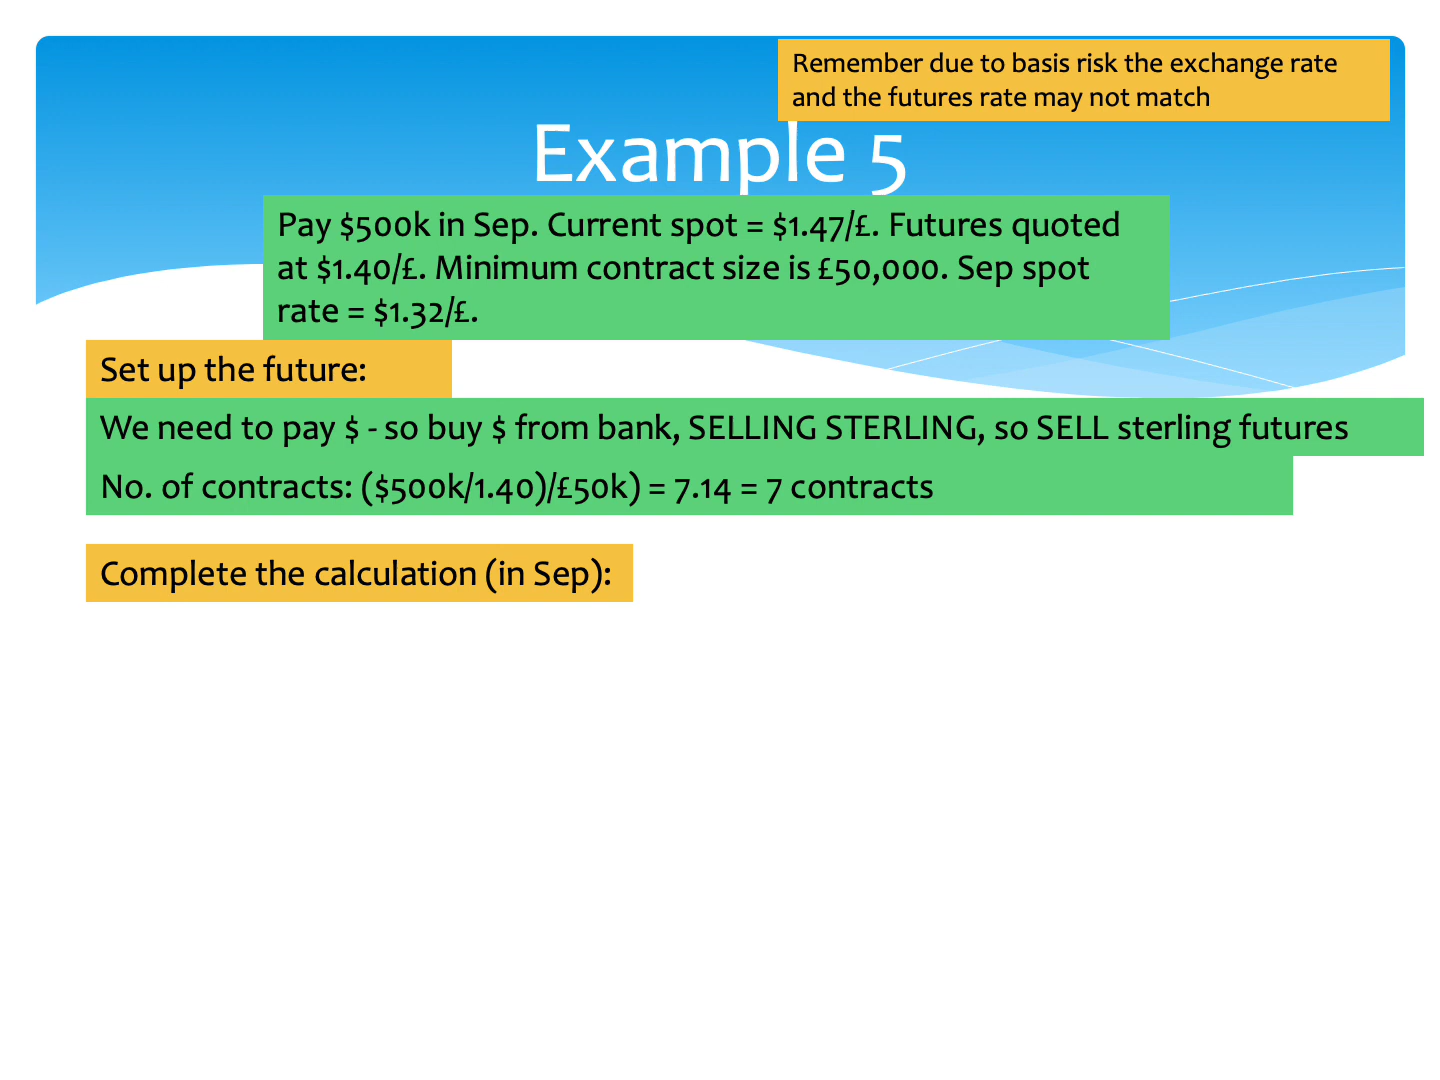 Remember due to basis risk the exchange rate
and the futures rate may not match
Example 5
Pay $500k in Sep. Current spot = $1.47/£. Futures quoted
at $1.40/£. Minimum contract size is £50,000. Sep spot
rate = $1.32/£.
Set up the future:
We need to pay $ - so buy $ from bank, SELLING STERLING, so SELL sterling futures
No. of contracts: ($500k/1.40)/£50k) = 7.14 = 7 contracts
Complete the calculation (in Sep):